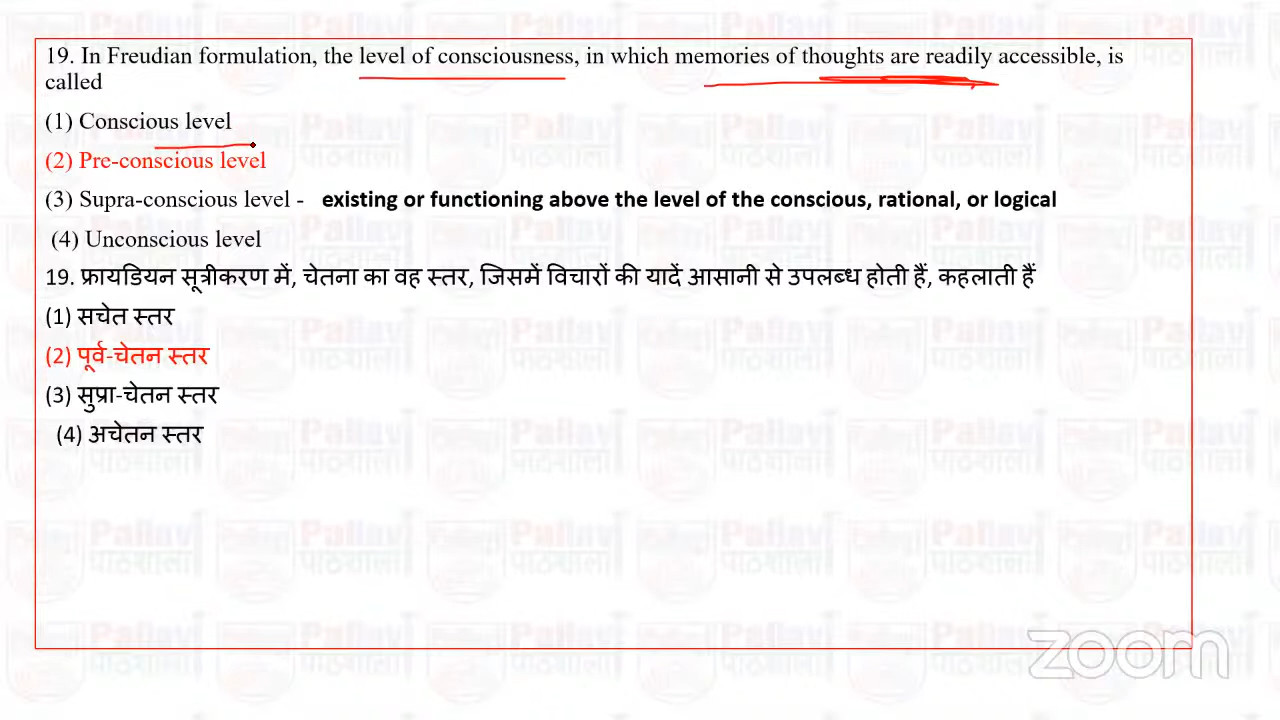 19. In Freudian formulation, the level of consciousness, in which memories of thoughts are readily accessible, is
called
(1) Conscious level
(2) Pre-conscious level
(3) Supra-conscious level - existing or functioning above the level of the conscious, rational, or logical
(4) Unconscious level
19. फ्रायडियन सूत्रीकरण में, चेतना का वह स्तर, जिसमें विचारों की यादें आसानी से उपलब्ध होती हैं, कहलाती हैं
(1) सचेत स्तर
(2) पूर्व-चेतन स्तर
(3) सुप्रा-चेतन स्तर
(4) अचेतन स्तर
zoom